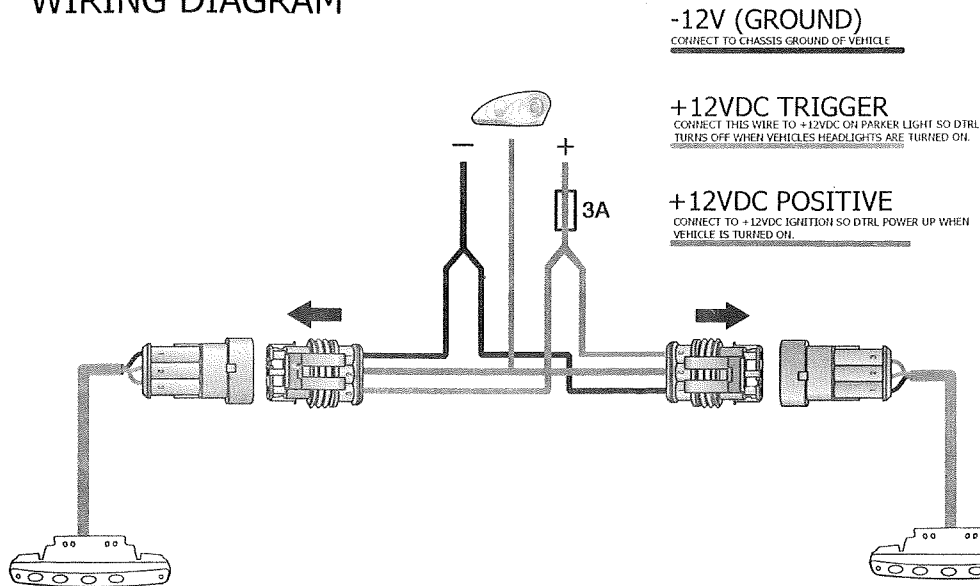 WIRING DIAGRAM
-12V (GROUND)
CONNECT TO CHASSIS GROUND OF VEHICLE
+12VDC TRIGGER
CONNECT THIS WIRE TO +12VDC ON PARKER LIGHT SO DTRL
TURNS OFF WHEN VEHICLES HEADLIGHTS ARE TURNED ON.
+12VDC POSITIVE
CONNECT TO +12VDC IGNITION SO DTRL POWER UP WHEN
VEHICLE IS TURNED ON.
− +
3A